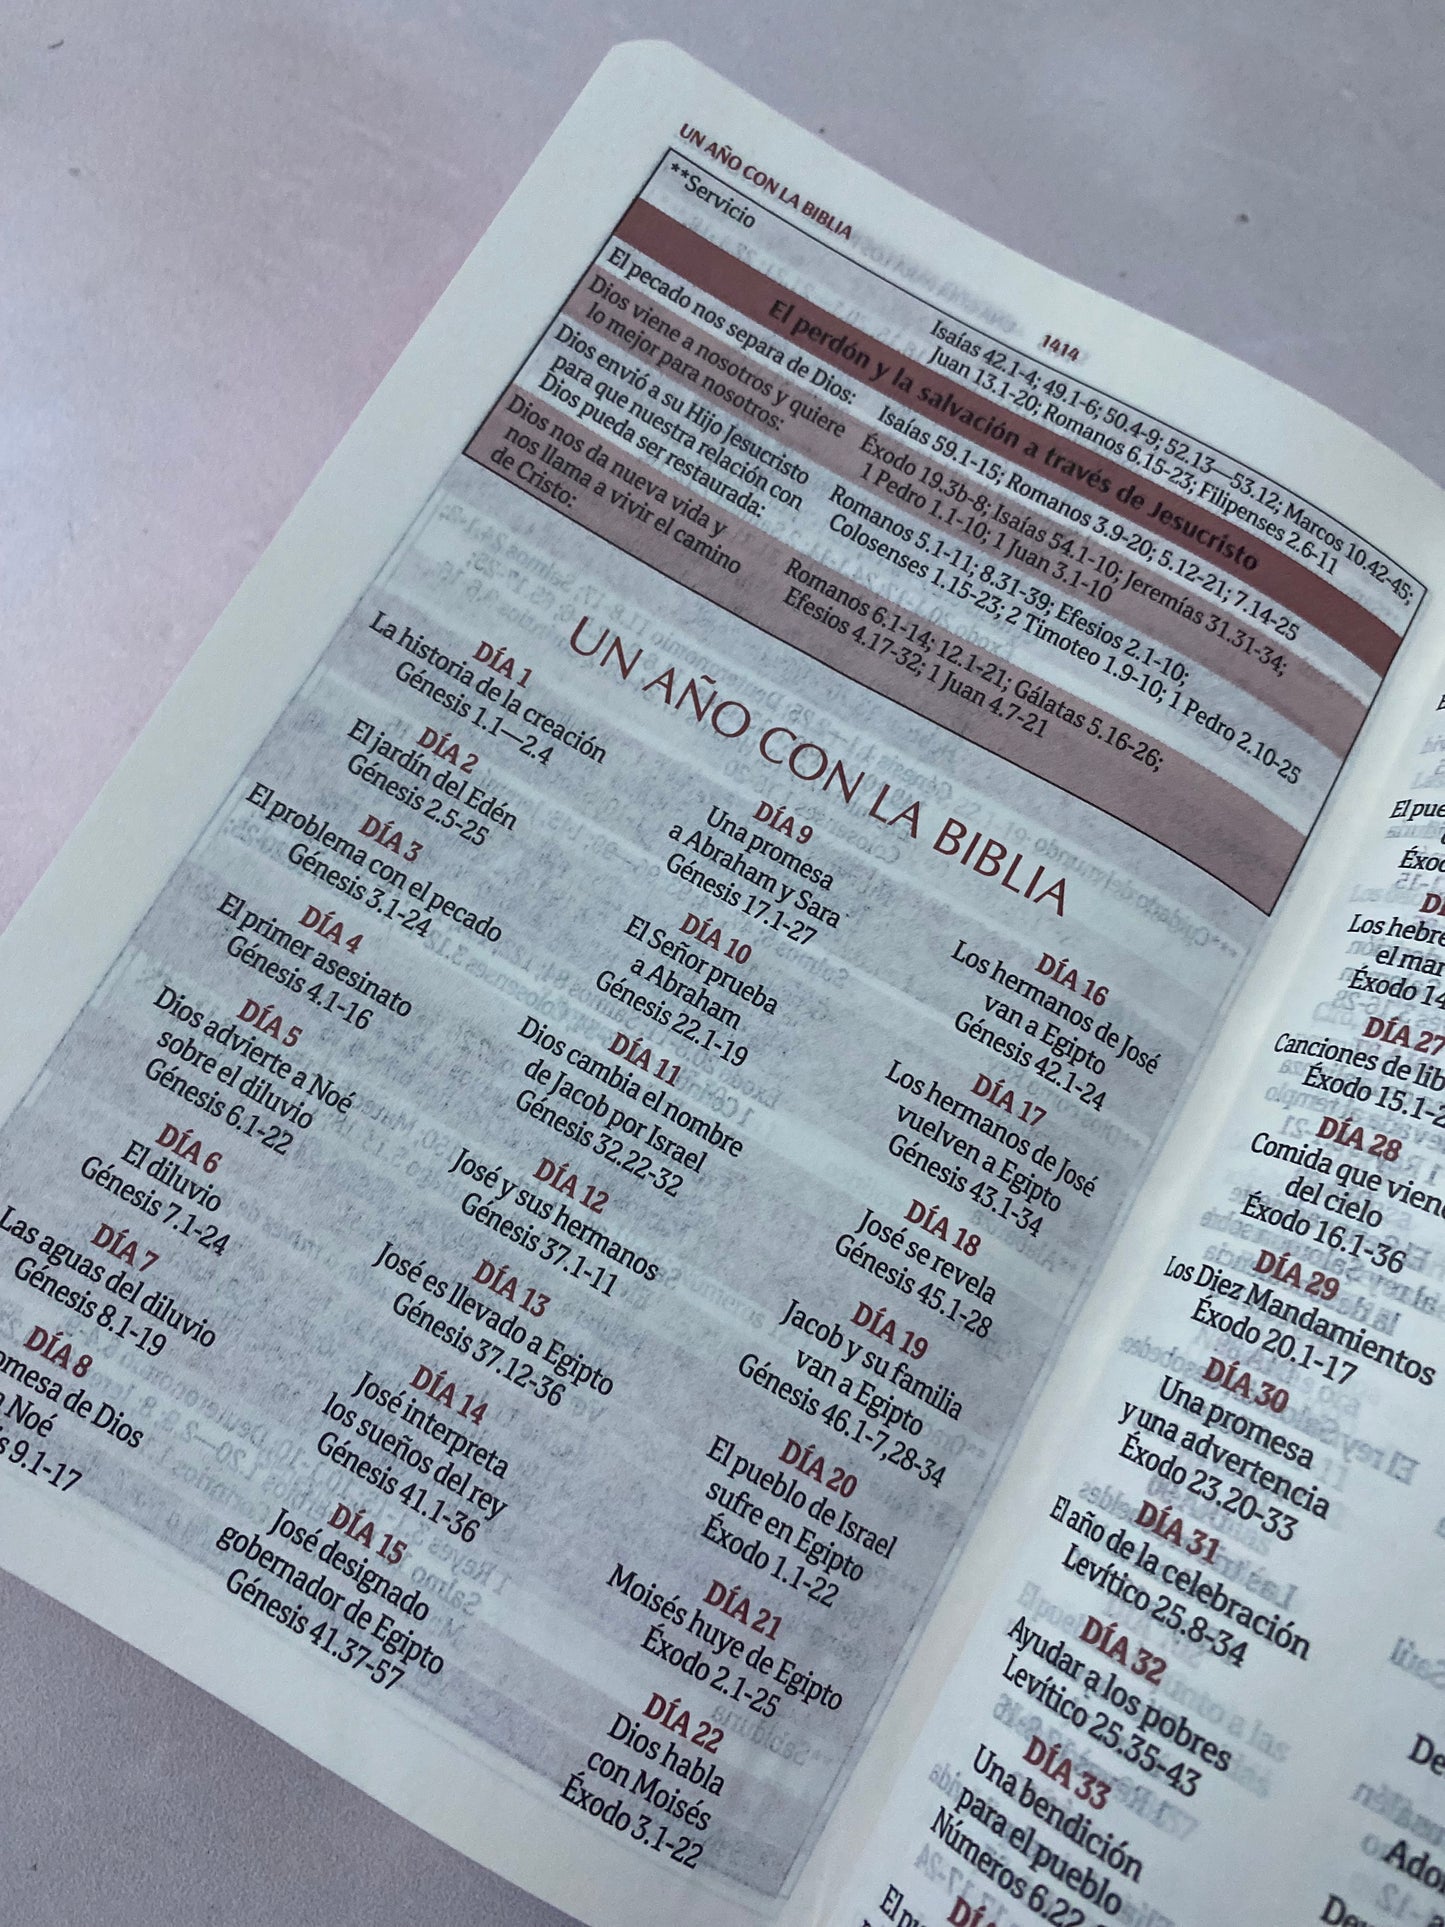 UN AÑO CON LA BIBLIA
1414
**Servicio
Isaías 42.1-4; 49.1-6; 50.4-9; 52.13—53.12; Marcos 10.42-45;
Juan 13.1-20; Romanos 6.15-23; Filipenses 2.6-11
El perdón y la salvación a través de Jesucristo
El pecado nos separa de Dios:
Isaías 59.1-15; Romanos 3.9-20; 5.12-21; 7.14-25
Dios viene a nosotros y quiere
lo mejor para nosotros:
Éxodo 19.3b-8; Isaías 54.1-10; Jeremías 31.31-34;
1 Pedro 1.1-10; 1 Juan 3.1-10
Dios envió a su Hijo Jesucristo
para que nuestra relación con
Dios pueda ser restaurada:
Romanos 5.1-11; 8.31-39; Efesios 2.1-10;
Colosenses 1.15-23; 2 Timoteo 1.9-10; 1 Pedro 2.10-25
Dios nos da nueva vida y
nos llama a vivir el camino
de Cristo:
Romanos 6.1-14; 12.1-21; Gálatas 5.16-26;
Efesios 4.17-32; 1 Juan 4.7-21
UN AÑO CON LA BIBLIA
DÍA 1
La historia de la creación
Génesis 1.1—2.4
DÍA 2
El jardín del Edén
Génesis 2.5-25
DÍA 3
El problema con el pecado
Génesis 3.1-24
DÍA 4
El primer asesinato
Génesis 4.1-16
DÍA 5
Dios advierte a Noé
sobre el diluvio
Génesis 6.1-22
DÍA 6
El diluvio
Génesis 7.1-24
DÍA 7
Las aguas del diluvio
Génesis 8.1-19
DÍA 8
de Dios
Noé
9.1-17
DÍA 9
Una promesa
a Abraham y Sara
Génesis 17.1-27
DÍA 10
El Señor prueba
a Abraham
Génesis 22.1-19
DÍA 11
Dios cambia el nombre
de Jacob por Israel
Génesis 32.22-32
DÍA 12
José y sus hermanos
Génesis 37.1-11
DÍA 13
José es llevado a Egipto
Génesis 37.12-36
DÍA 14
José interpreta
los sueños del rey
Génesis 41.1-36
DÍA 15
José designado
gobernador de Egipto
Génesis 41.37-57
DÍA 16
Los hermanos de José
van a Egipto
Génesis 42.1-24
DÍA 17
Los hermanos de José
vuelven a Egipto
Génesis 43.1-34
DÍA 18
José se revela
Génesis 45.1-28
DÍA 19
Jacob y su familia
van a Egipto
Génesis 46.1-7,28-34
DÍA 20
El pueblo de Israel
sufre en Egipto
Éxodo 1.1-22
DÍA 21
Moisés huye de Egipto
Éxodo 2.1-25
DÍA 22
Dios habla
con Moisés
Éxodo 3.1-22
Los
el mar
Éxodo
DÍA 27
Canciones de
Éxodo
DÍA 28
Comida que
del cielo
Éxodo 16.1-36
DÍA 29
Los Diez Mandamientos
Éxodo 20.1-17
DÍA 30
Una promesa
y una advertencia
Éxodo 23.20-33
DÍA 31
El año de la celebración
Levítico 25.8-34
DÍA 32
Ayudar a los pobres
Levítico 25.35-43
DÍA 33
Una bendición
para el pueblo
Números